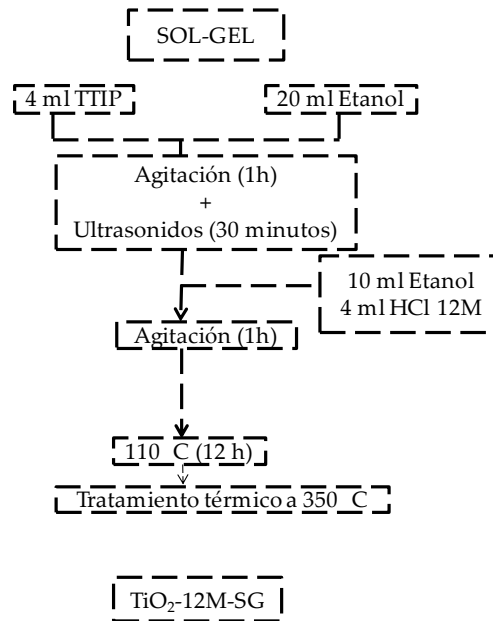 SOL-GEL
4 ml TTIP
20 ml Etanol
Agitación (1h)
+
Ultrasonidos (30 minutos)
10 ml Etanol
4 ml HCl 12M
Agitación (1h)
110 C (12 h)
Tratamiento térmico a 350 C
TiO₂-12M-SG